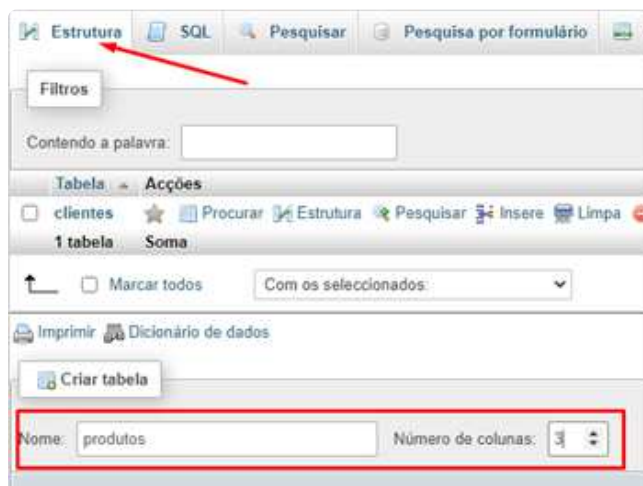 Estrutura SQL Pesquisar Pesquisa por formulário
Filtros
Contendo a palavra:
Tabela Acções
clientes Procurar Estrutura Pesquisar Insere Limpa
1 tabela Soma
Marcar todos Com os seleccionados:
Imprimir Dicionário de dados
Criar tabela
Nome: produtos Número de colunas: 3